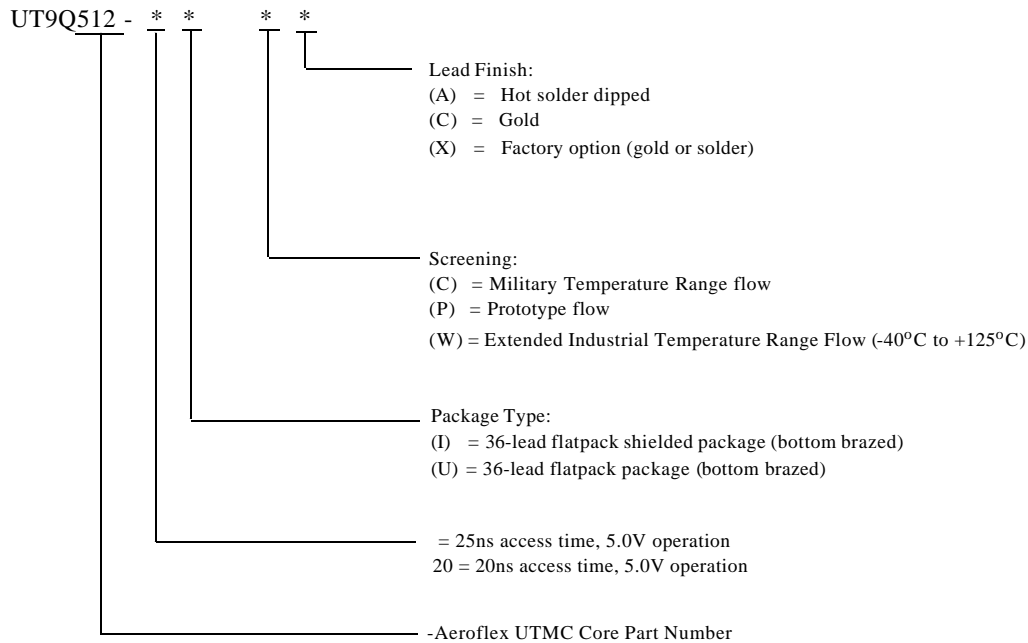 UT9Q512 - * * * *
Lead Finish:
(A) = Hot solder dipped
(C) = Gold
(X) = Factory option (gold or solder)
Screening:
(C) = Military Temperature Range flow
(P) = Prototype flow
(W) = Extended Industrial Temperature Range Flow (-40°C to +125°C)
Package Type:
(I) = 36-lead flatpack shielded package (bottom brazed)
(U) = 36-lead flatpack package (bottom brazed)
= 25ns access time, 5.0V operation
20 = 20ns access time, 5.0V operation
-Aeroflex UTMC Core Part Number